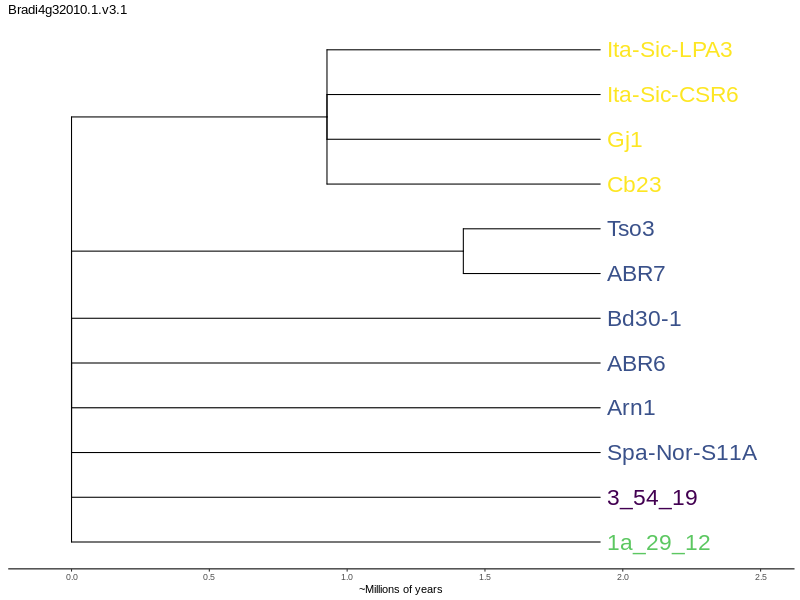 Bradi4g32010.1.v3.1
Ita-Sic-LPA3
Ita-Sic-CSR6
Gj1
Cb23
Tso3
ABR7
Bd30-1
ABR6
Arn1
Spa-Nor-S11A
3_54_19
1a_29_12
0.0 0.5 1.0 1.5 2.0 2.5
~Millions of years